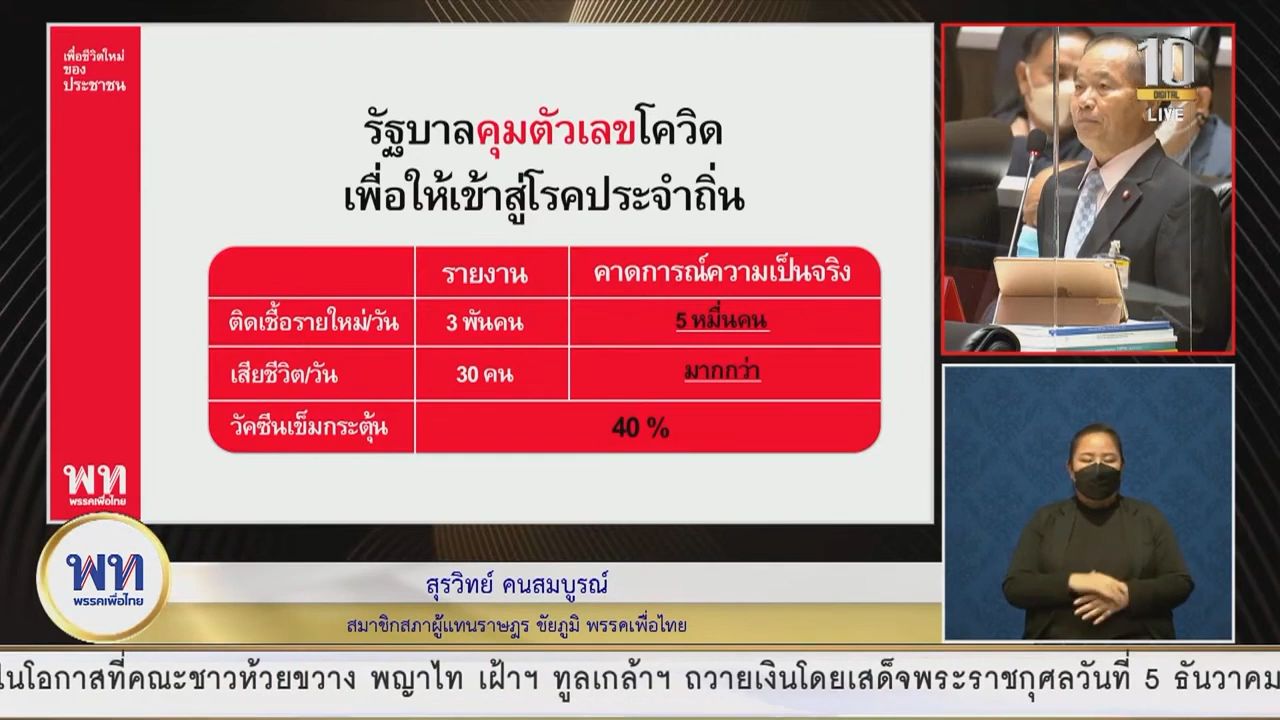 เพื่อชีวิตใหม่
ของ
ประชาชน
รัฐบาลคุมตัวเลขโควิด
เพื่อให้เข้าสู่โรคประจำถิ่น
รายงาน คาดการณ์ความเป็นจริง
ติดเชื้อรายใหม่/วัน 3 พันคน 5 หมื่นคน
เสียชีวิต/วัน 30 คน มากกว่า
วัคซีนเข็มกระตุ้น 40 %
พท
พรรคเพื่อไทย
10
DIGITAL
LIVE
พท
พรรคเพื่อไทย
สุรวิทย์ คนสมบูรณ์
สมาชิกสภาผู้แทนราษฎร ชัยภูมิ พรรคเพื่อไทย
ในโอกาสที่คณะชาวห้วยขวาง พญาไท เฝ้าฯ ทูลเกล้าฯ ถวายเงินโดยเสด็จพระราชกุศลวันที่ 5 ธันวาคม